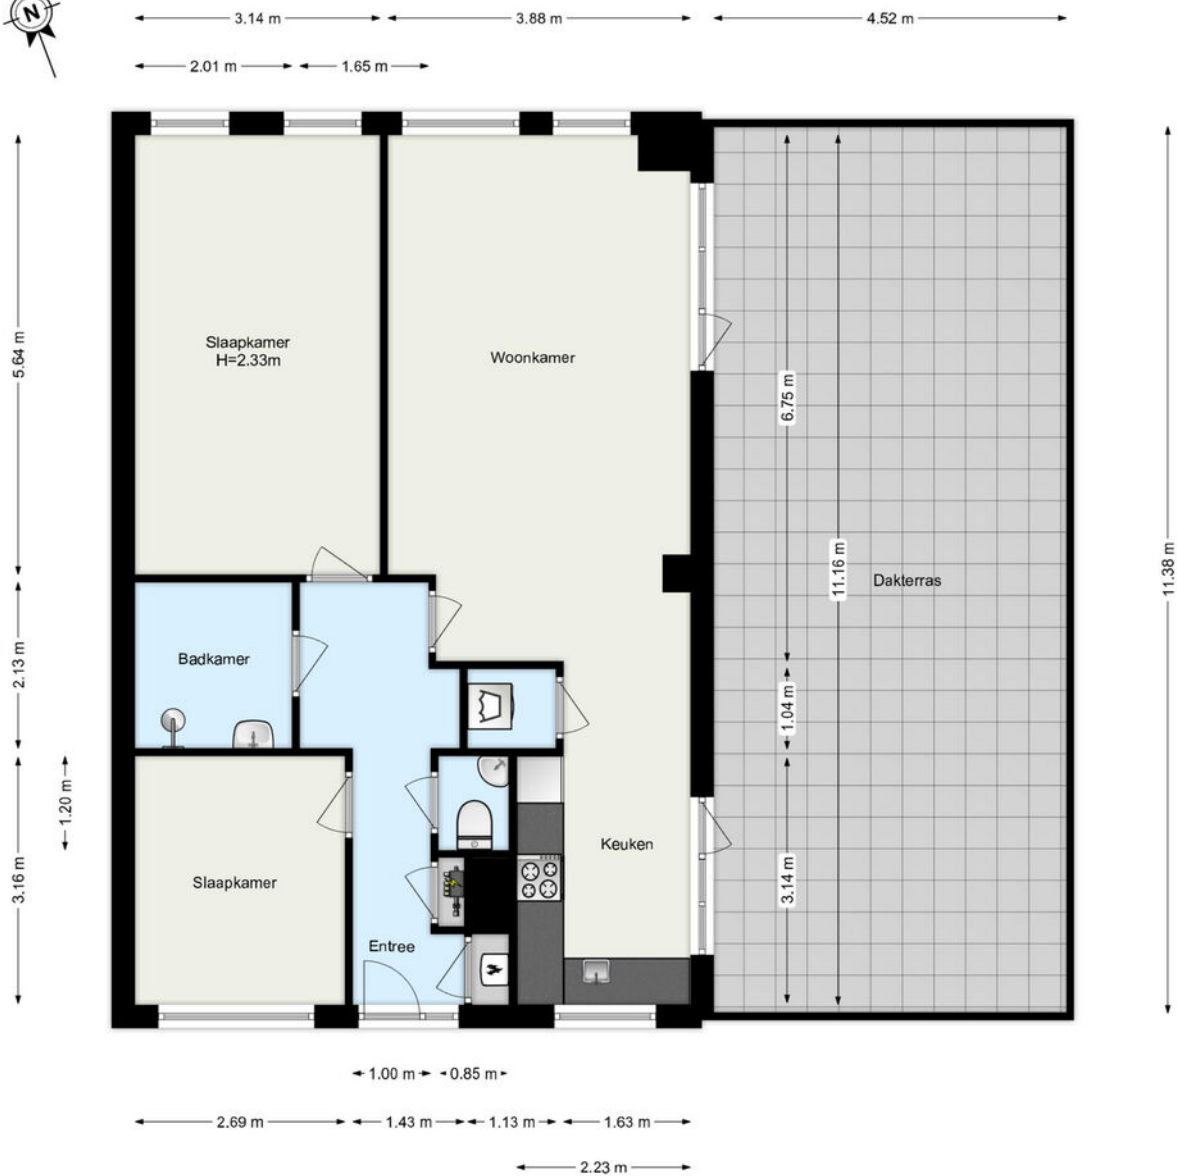 N
3.14 m
3.88 m
4.52 m
2.01 m
1.65 m
5.64 m
Slaapkamer
H=2.33m
Woonkamer
6.75 m
11.16 m
Dakterras
11.38 m
2.13 m
Badkamer
1.04 m
1.20 m
3.16 m
Slaapkamer
Keuken
3.14 m
Entree
1.00 m
0.85 m
2.69 m
1.43 m
1.13 m
1.63 m
2.23 m